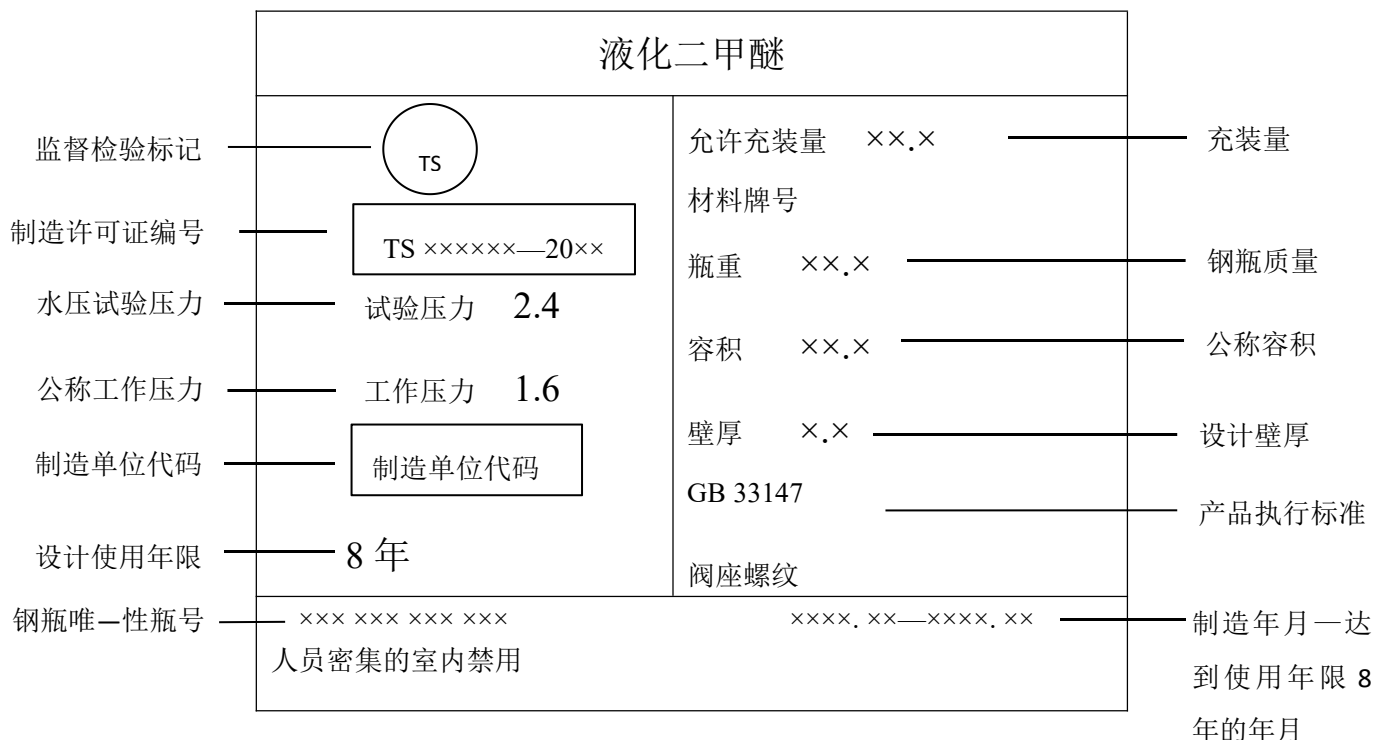 液化二甲醚
监督检验标记
TS
允许充装量 ××.×
充装量
材料牌号
制造许可证编号
TS ××××××—20××
瓶重 ××.×
钢瓶质量
水压试验压力
试验压力 2.4
容积 ××.×
公称容积
公称工作压力
工作压力 1.6
壁厚 ×.×
设计壁厚
制造单位代码
制造单位代码
GB 33147
产品执行标准
设计使用年限
8 年
阀座螺纹
钢瓶唯一性瓶号
××× ××× ××× ×××
××××. ××—××××. ××
制造年月—达
到使用年限 8
年的年月
人员密集的室内禁用